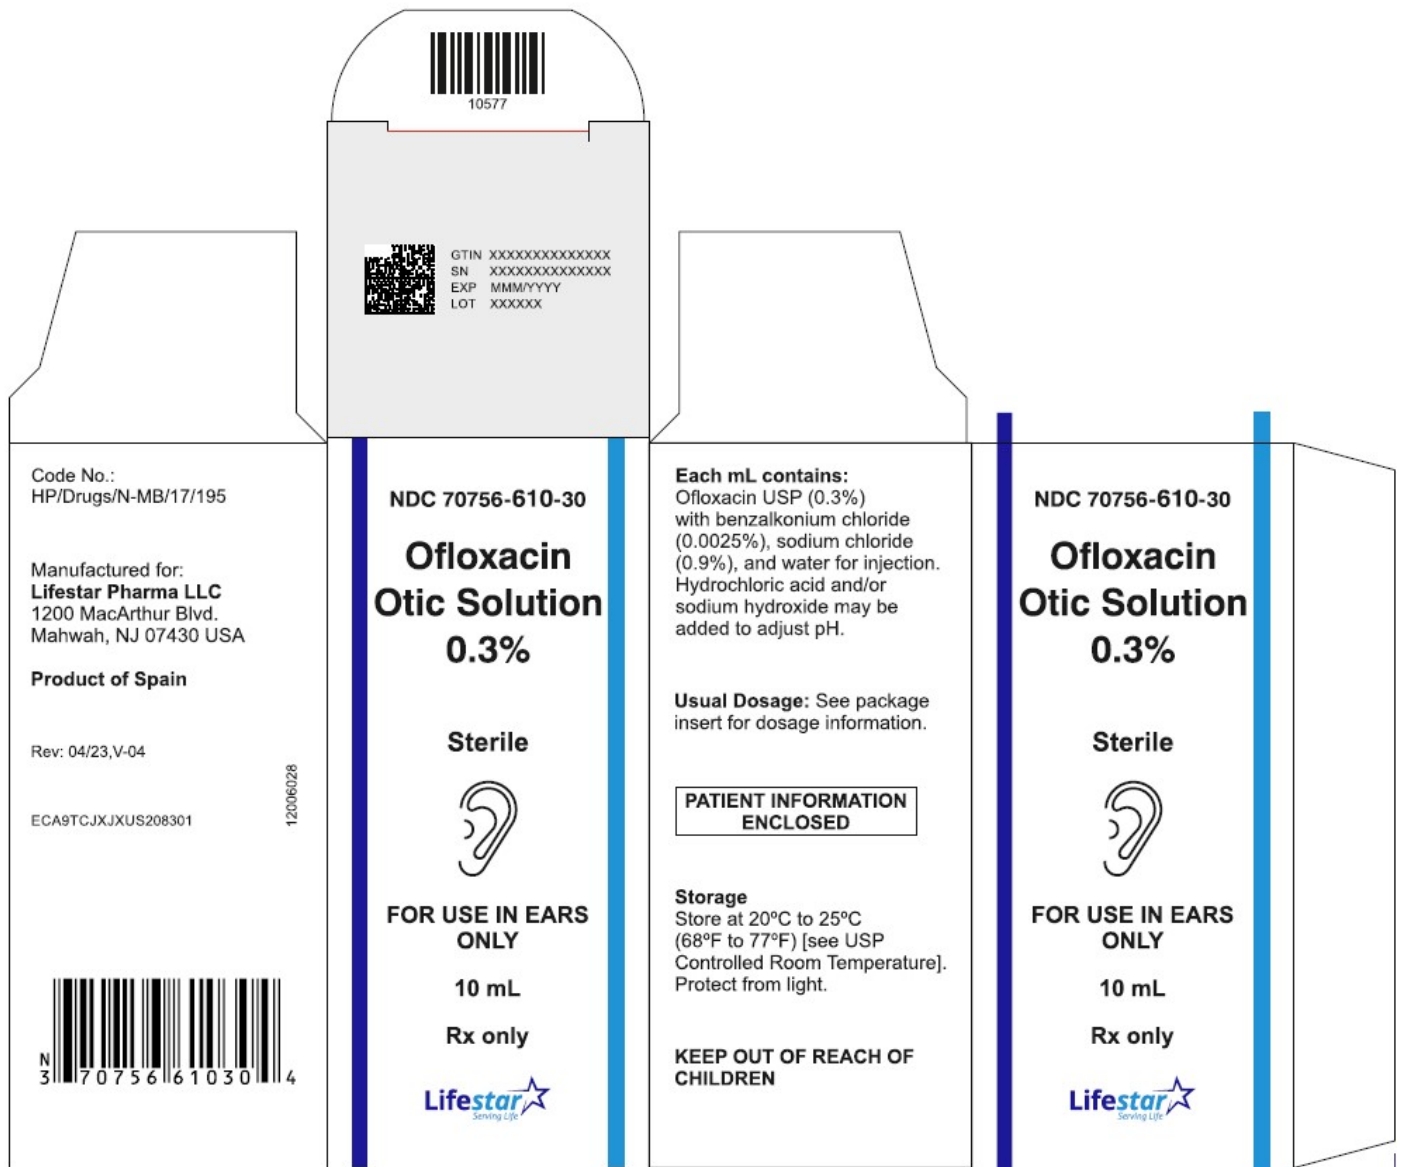 10577
GTIN XXXXXXXXXXXXXX
SN XXXXXXXXXXXXXX
EXP MMM/YYYY
LOT XXXXXX
Code No.:
HP/Drugs/N-MB/17/195
Manufactured for:
Lifestar Pharma LLC
1200 MacArthur Blvd.
Mahwah, NJ 07430 USA
Product of Spain
Rev: 04/23,V-04
12006028
ECA9TCJXJXUS208301
N
3 70756 61030 4
NDC 70756-610-30
Ofloxacin
Otic Solution
0.3%
Sterile
FOR USE IN EARS
ONLY
10 mL
Rx only
Lifestar
Serving Life
Each mL contains:
Ofloxacin USP (0.3%)
with benzalkonium chloride
(0.0025%), sodium chloride
(0.9%), and water for injection.
Hydrochloric acid and/or
sodium hydroxide may be
added to adjust pH.
Usual Dosage: See package
insert for dosage information.
PATIENT INFORMATION
ENCLOSED
Storage
Store at 20ºC to 25ºC
(68ºF to 77ºF) [see USP
Controlled Room Temperature].
Protect from light.
KEEP OUT OF REACH OF
CHILDREN
NDC 70756-610-30
Ofloxacin
Otic Solution
0.3%
Sterile
FOR USE IN EARS
ONLY
10 mL
Rx only
Lifestar
Serving Life